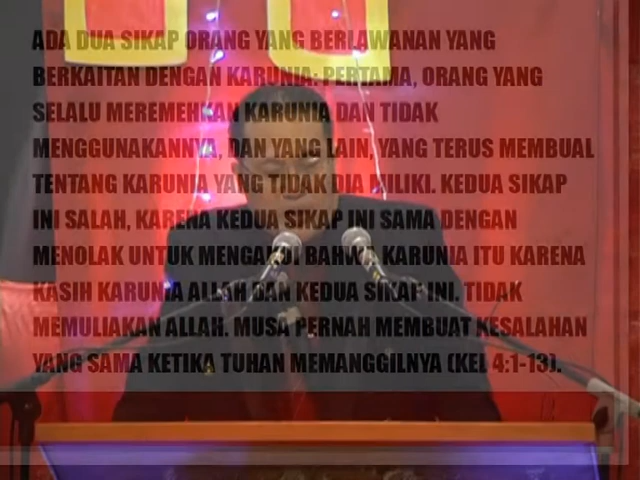 ADA DUA SIKAP ORANG YANG BERLAWANAN YANG
BERKAITAN DENGAN KARUNIA: PERTAMA, ORANG YANG
SELALU MEREMEHKAN KARUNIA DAN TIDAK
MENGGUNAKANNYA, DAN YANG LAIN, YANG TERUS MEMBUAL
TENTANG KARUNIA YANG TIDAK DIA MILIKI. KEDUA SIKAP
INI SALAH, KARENA KEDUA SIKAP INI SAMA DENGAN
MENOLAK UNTUK MENGAKUI BAHWA KARUNIA ITU KARENA
KASIH KARUNIA ALLAH DAN KEDUA SIKAP INI. TIDAK
MEMULIAKAN ALLAH. MUSA PERNAH MEMBUAT KESALAHAN
YANG SAMA KETIKA TUHAN MEMANGGILNYA (KEL 4:1-13).